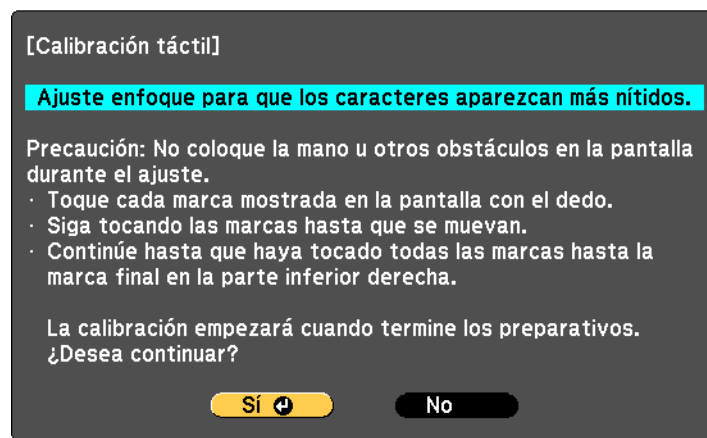 [Calibración táctil]
Ajuste enfoque para que los caracteres aparezcan más nítidos.
Precaución: No coloque la mano u otros obstáculos en la pantalla
durante el ajuste.
· Toque cada marca mostrada en la pantalla con el dedo.
· Siga tocando las marcas hasta que se muevan.
· Continúe hasta que haya tocado todas las marcas hasta la
marca final en la parte inferior derecha.
La calibración empezará cuando termine los preparativos.
¿Desea continuar?
Sí
No